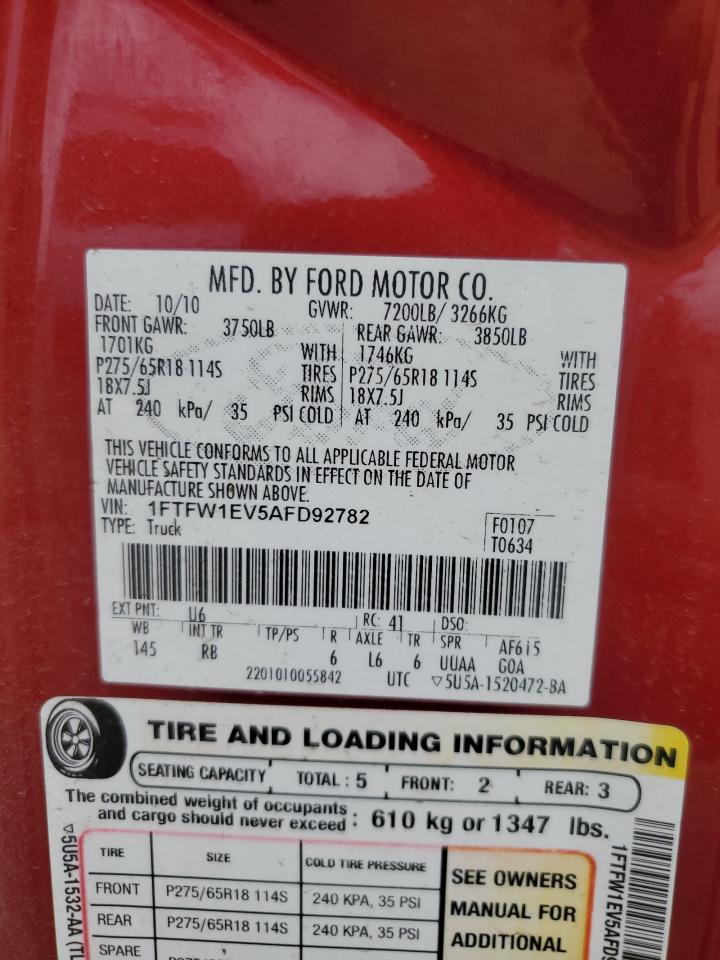 MFD. BY FORD MOTOR CO.
DATE: 10/10 GVWR: 7200LB/ 3266KG
FRONT GAWR: 3750LB REAR GAWR: 3850LB
1701KG WITH 1746KG WITH
P275/65R18 114S TIRES P275/65R18 114S TIRES
18X7.5J RIMS 18X7.5J RIMS
AT 240 kPa/ 35 PSI COLD AT 240 kPa/ 35 PSI COLD
THIS VEHICLE CONFORMS TO ALL APPLICABLE FEDERAL MOTOR
VEHICLE SAFETY STANDARDS IN EFFECT ON THE DATE OF
MANUFACTURE SHOWN ABOVE.
VIN: 1FTFW1EV5AFD92782
TYPE: Truck
F0107
T0634
EXT PNT: U6 RC: 41 DSO:
WB INT TR TP/PS R AXLE TR SPR AF6i5
145 RB 6 L6 6 UUAA GOA
2201010055842 UTC ▽5U5A-1520472-BA
TIRE AND LOADING INFORMATION
SEATING CAPACITY TOTAL : 5 FRONT: 2 REAR: 3
The combined weight of occupants
and cargo should never exceed : 610 kg or 1347 lbs.
TIRE SIZE COLD TIRE PRESSURE
FRONT P275/65R18 114S 240 KPA, 35 PSI
REAR P275/65R18 114S 240 KPA, 35 PSI
SPARE
SEE OWNERS
MANUAL FOR
ADDITIONAL
▽5U5A-1532-AA (TL
1FTFW1EV5AFD9